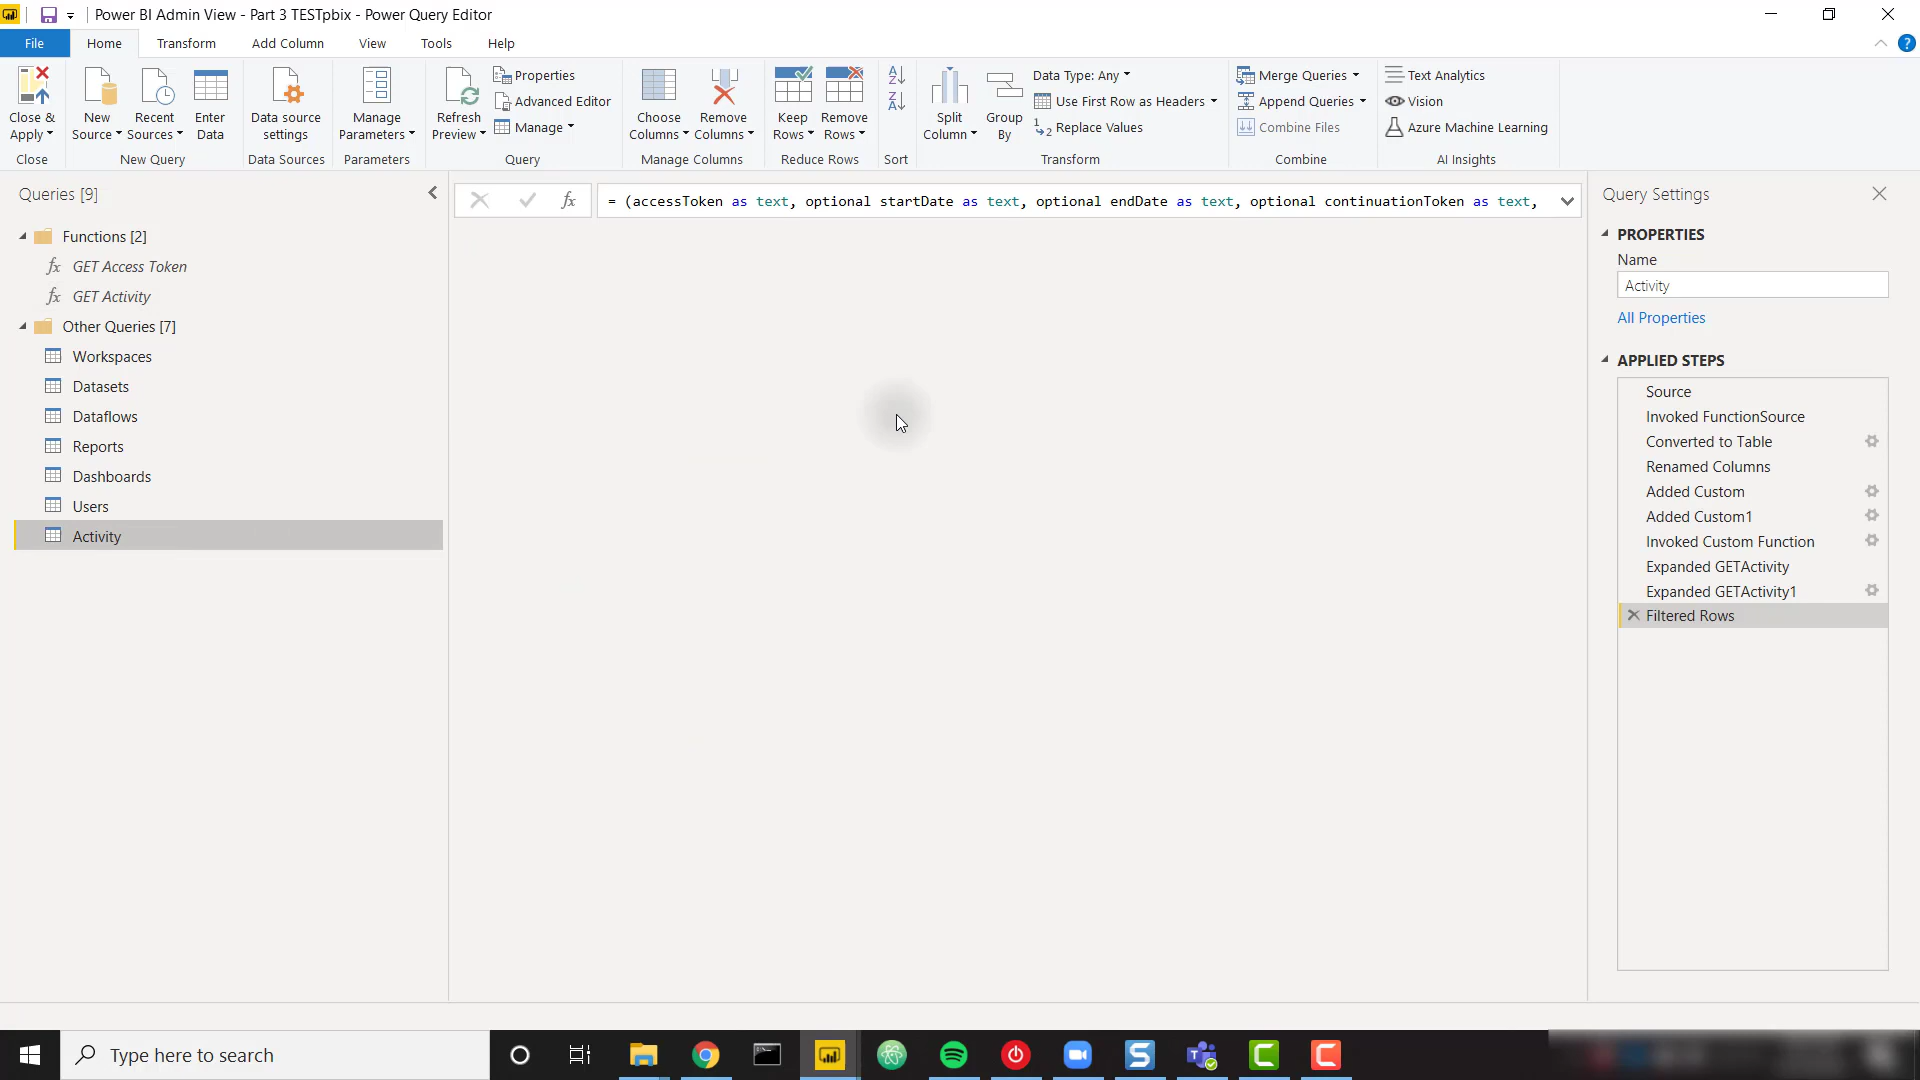 Power BI Admin View - Part 3 TESTpbix - Power Query Editor
File Home Transform Add Column View Tools Help
Close & Apply
Close
New Source
Recent Sources
Enter Data
New Query
Data source settings
Data Sources
Manage Parameters
Parameters
Refresh Preview
Properties
Advanced Editor
Manage
Query
Choose Columns
Remove Columns
Manage Columns
Keep Rows
Remove Rows
Reduce Rows
Sort
Split Column
Group By
Data Type: Any
Use First Row as Headers
Replace Values
Transform
Merge Queries
Append Queries
Combine Files
Combine
Text Analytics
Vision
Azure Machine Learning
AI Insights
Queries [9]
Functions [2]
GET Access Token
GET Activity
Other Queries [7]
Workspaces
Datasets
Dataflows
Reports
Dashboards
Users
Activity
= (accessToken as text, optional startDate as text, optional endDate as text, optional continuationToken as text,
Query Settings
PROPERTIES
Name
Activity
All Properties
APPLIED STEPS
Source
Invoked FunctionSource
Converted to Table
Renamed Columns
Added Custom
Added Custom1
Invoked Custom Function
Expanded GETActivity
Expanded GETActivity1
Filtered Rows
Type here to search